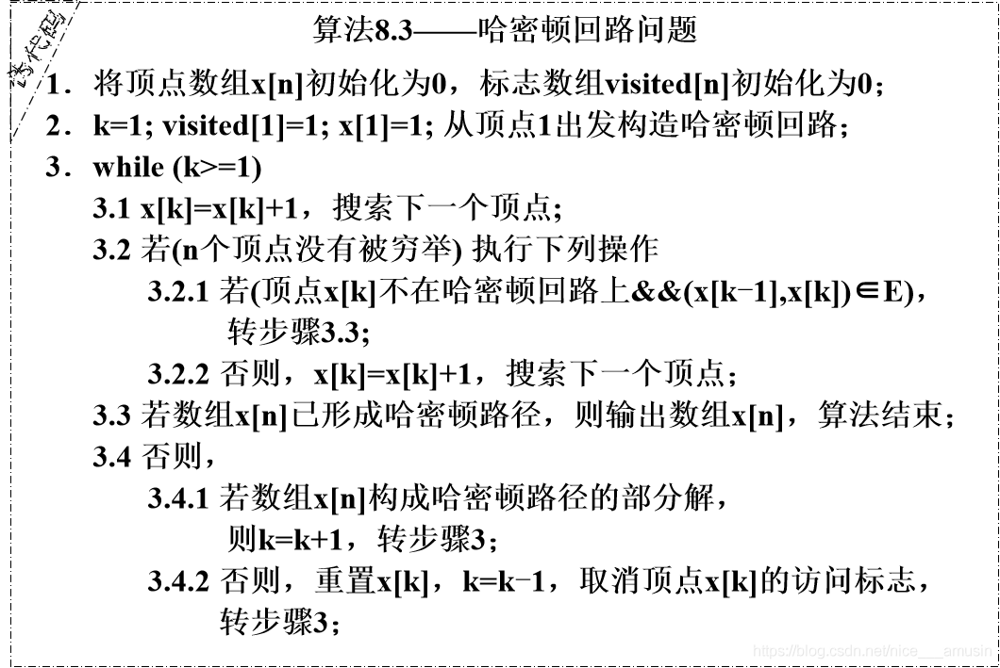 伪代码
算法8.3——哈密顿回路问题
1．将顶点数组x[n]初始化为0，标志数组visited[n]初始化为0；
2．k=1; visited[1]=1; x[1]=1; 从顶点1出发构造哈密顿回路；
3．while (k>=1)
3.1 x[k]=x[k]+1，搜索下一个顶点；
3.2 若(n个顶点没有被穷举) 执行下列操作
3.2.1 若(顶点x[k]不在哈密顿回路上&&(x[k−1],x[k])∈E)，
转步骤3.3；
3.2.2 否则，x[k]=x[k]+1，搜索下一个顶点；
3.3 若数组x[n]已形成哈密顿路径，则输出数组x[n]，算法结束；
3.4 否则，
3.4.1 若数组x[n]构成哈密顿路径的部分解，
则k=k+1，转步骤3；
3.4.2 否则，重置x[k]，k=k−1，取消顶点x[k]的访问标志，
转步骤3；
https://blog.csdn.net/nice___amusin